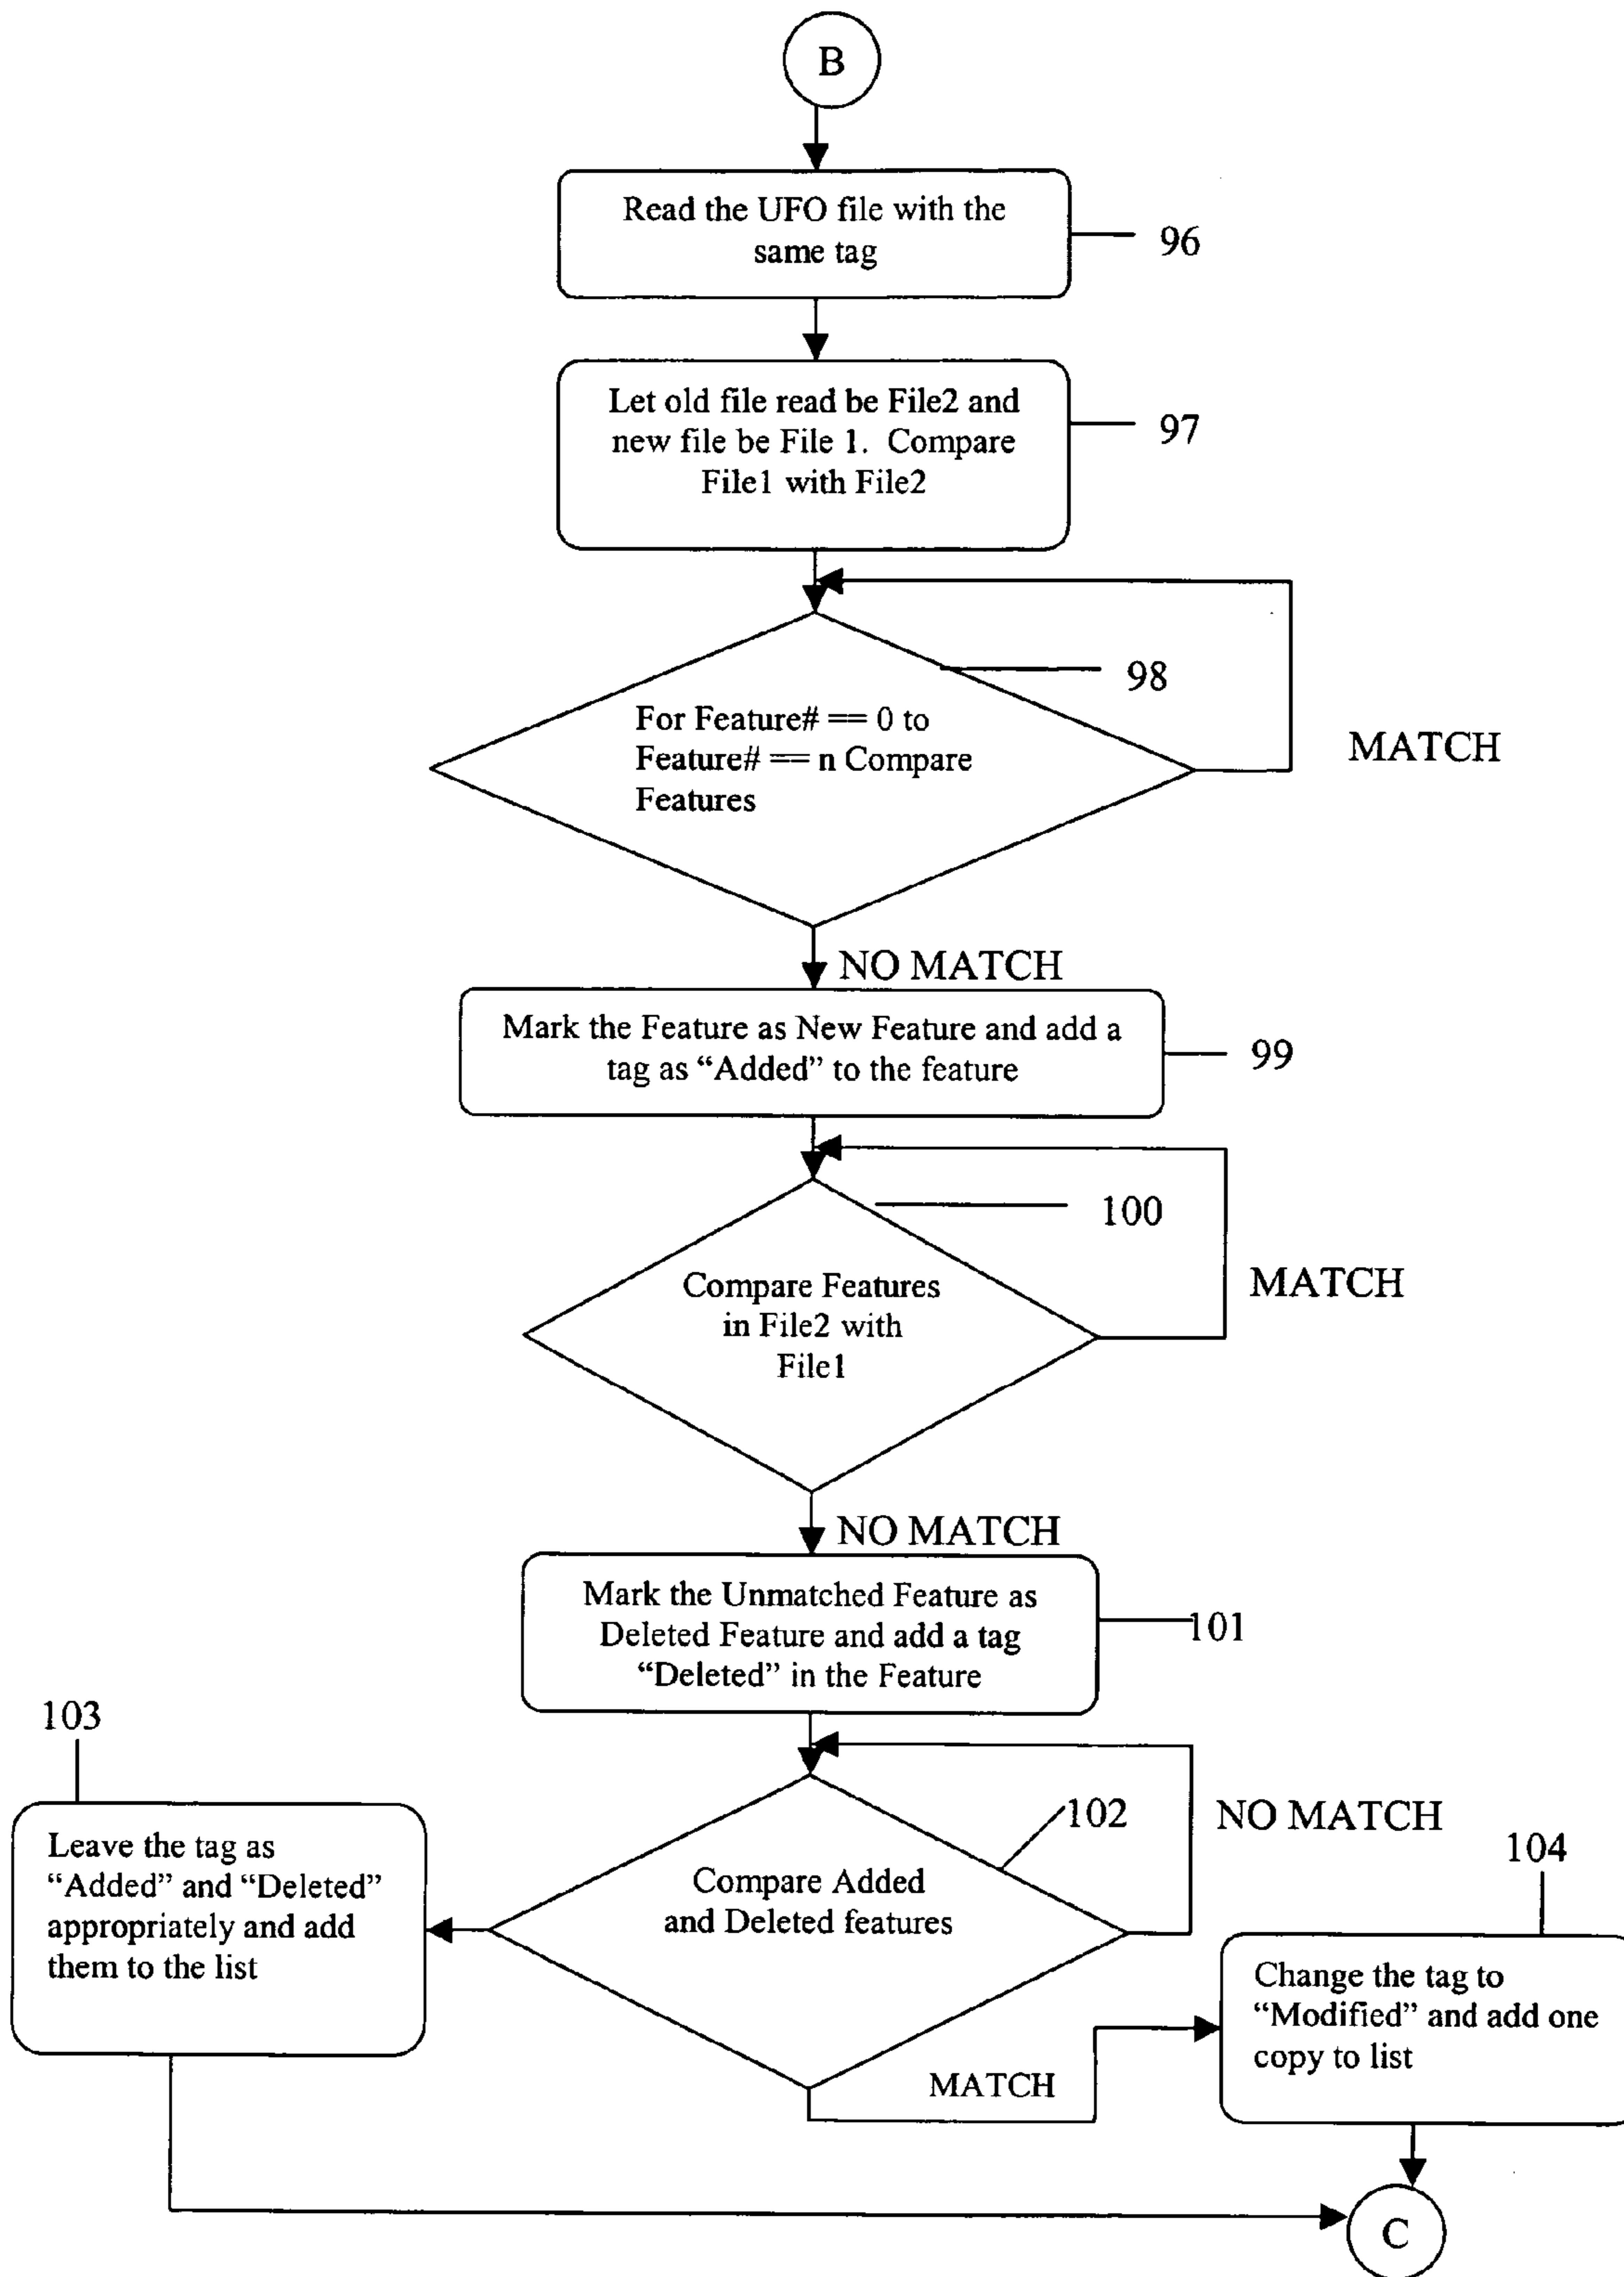 B
Read the UFO file with the
same tag
96
Let old file read be File2 and
new file be File 1. Compare
File1 with File2
97
98
For Feature# == 0 to
Feature# == n Compare
Features
MATCH
NO MATCH
Mark the Feature as New Feature and add a
tag as “Added” to the feature
99
100
Compare Features
in File2 with
File1
MATCH
NO MATCH
Mark the Unmatched Feature as
Deleted Feature and add a tag
“Deleted” in the Feature
101
103
Leave the tag as
“Added” and “Deleted”
appropriately and add
them to the list
102
Compare Added
and Deleted features
NO MATCH
104
Change the tag to
“Modified” and add one
copy to list
MATCH
C